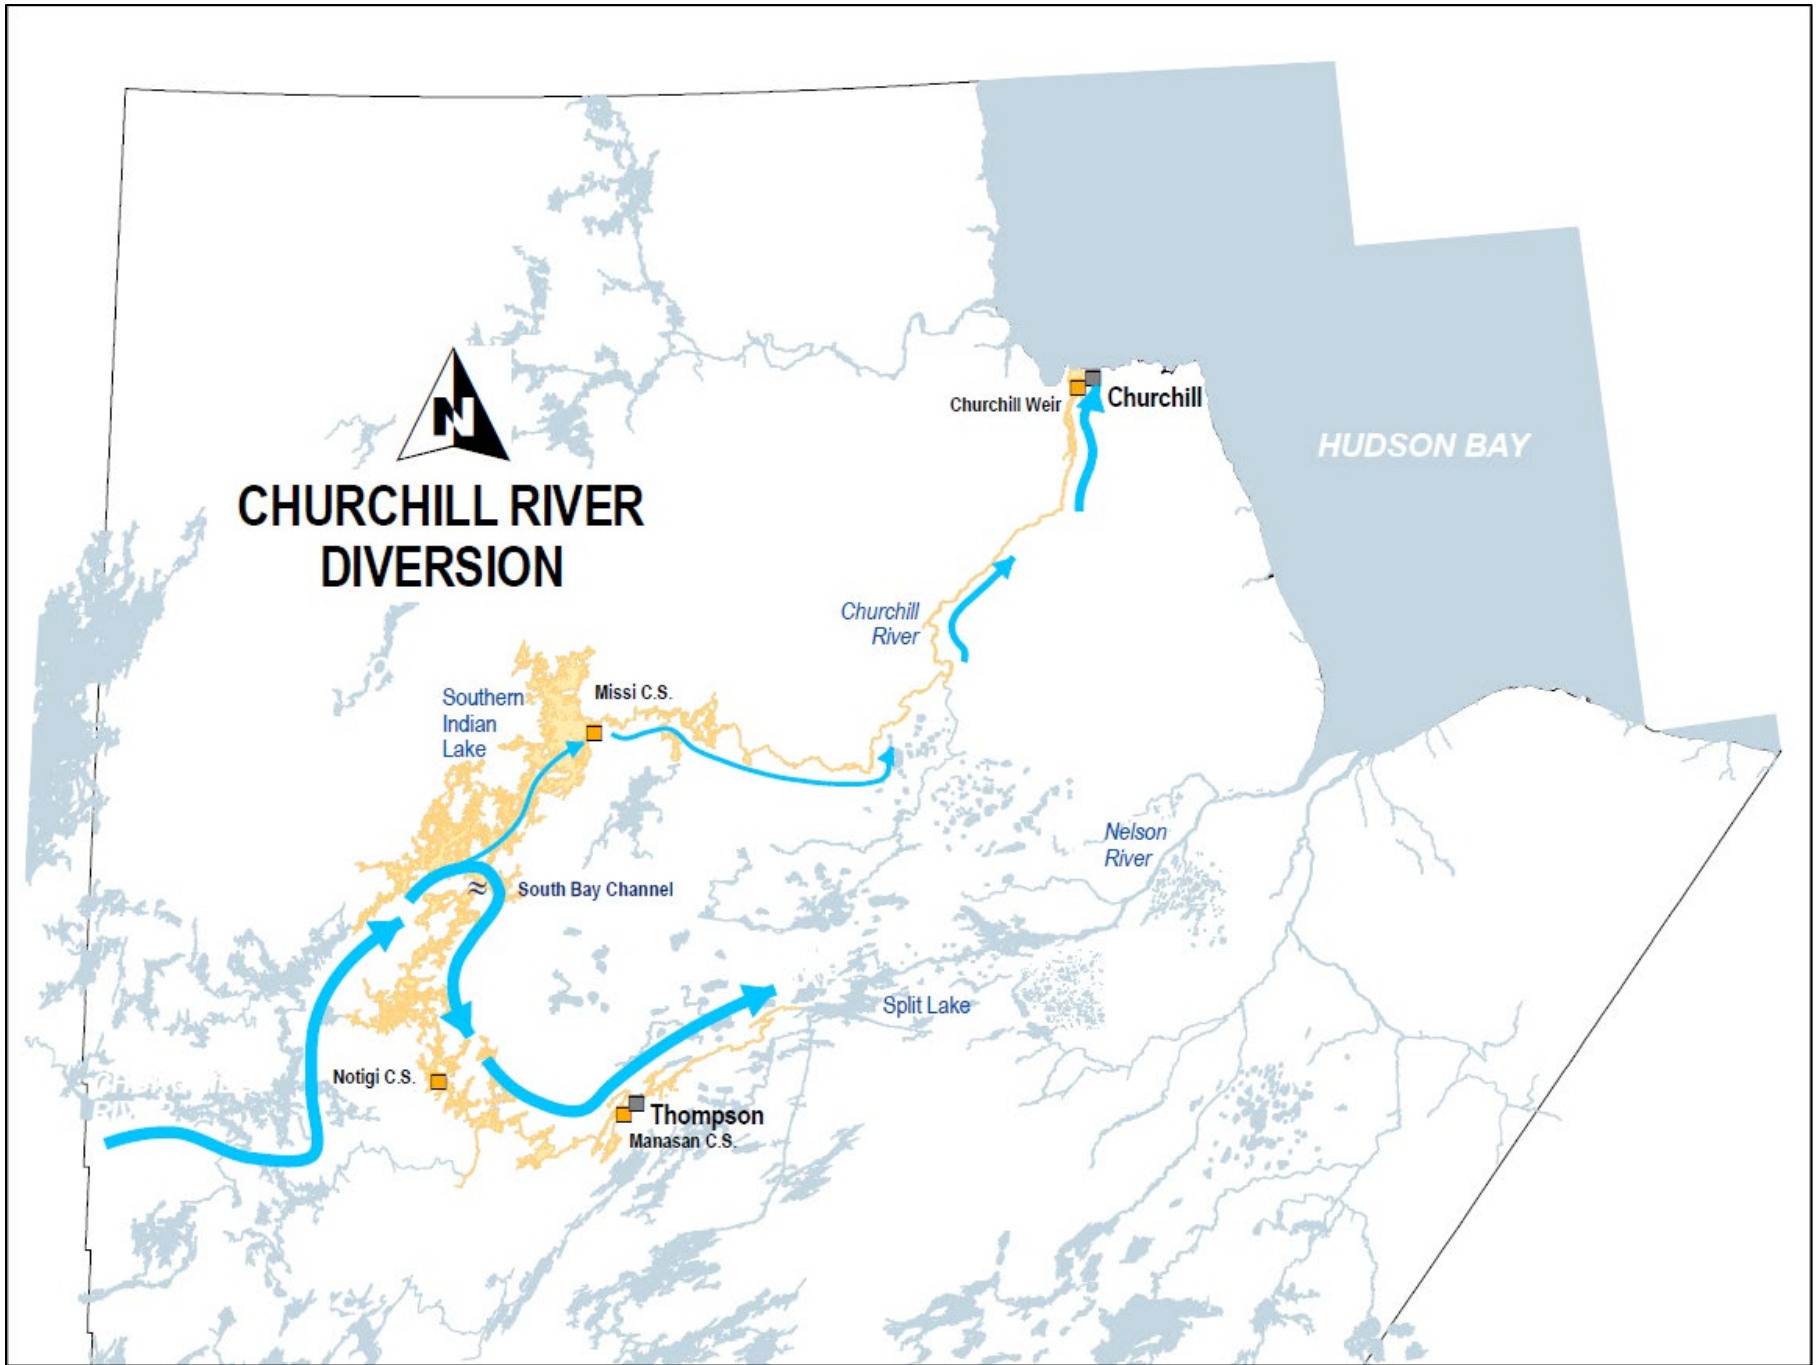 N
CHURCHILL RIVER
DIVERSION
Churchill Weir
Churchill
HUDSON BAY
Churchill
River
Southern
Indian
Lake
Missi C.S.
Nelson
River
South Bay Channel
Split Lake
Notigi C.S.
Thompson
Manasan C.S.